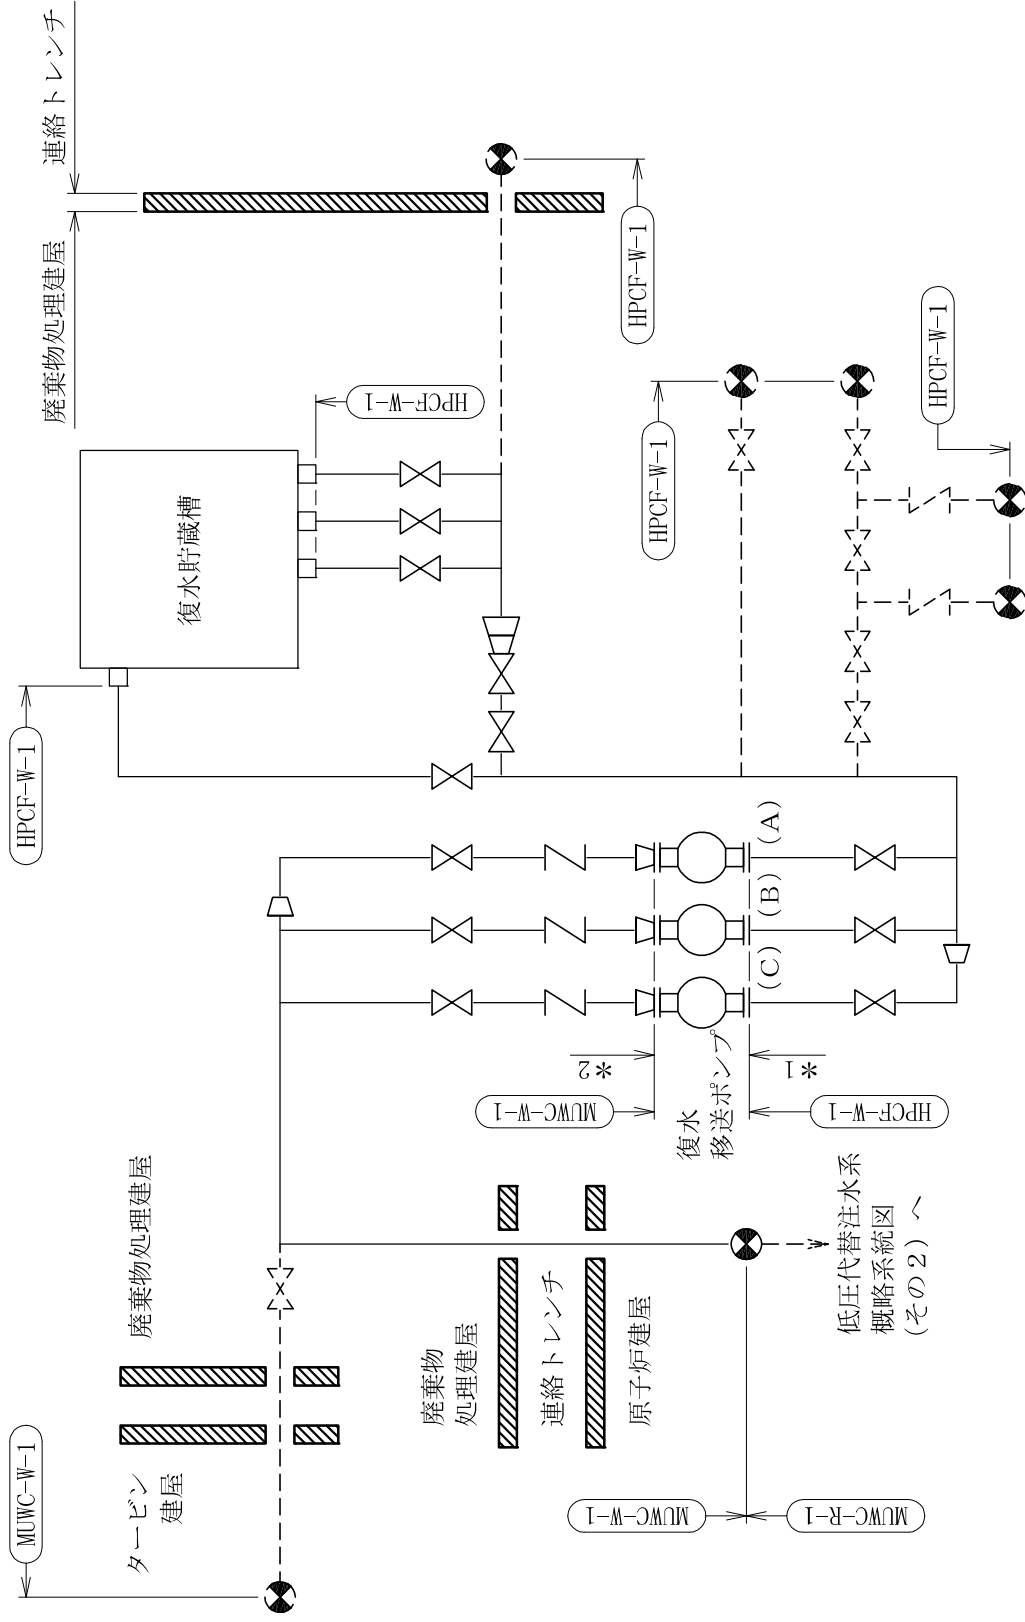 連絡トレンチ
廃棄物処理建屋
復水貯蔵槽
HPCF-W-1
HPCF-W-1
HPCF-W-1
HPCF-W-1
HPCF-W-1
(A)
(B)
(C)
復水
移送ポンプ
*1
*2
HPCF-W-1
MUWC-W-1
廃棄物処理建屋
タービン
建屋
MUWC-W-1
廃棄物
処理建屋
連絡トレンチ
原子炉建屋
MUWC-W-1
MUWC-R-1
低圧代替注水系
概略系統図
(その2)へ